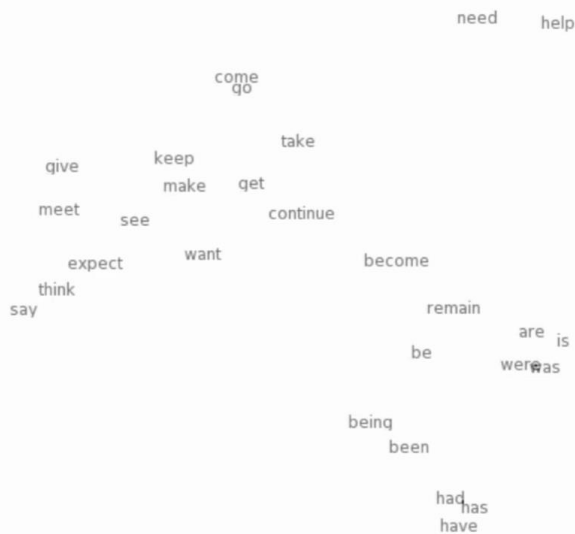 need
help
come
go
take
keep
give
make
get
meet
see
continue
want
expect
become
think
say
remain
are
is
be
were
was
being
been
had
has
have